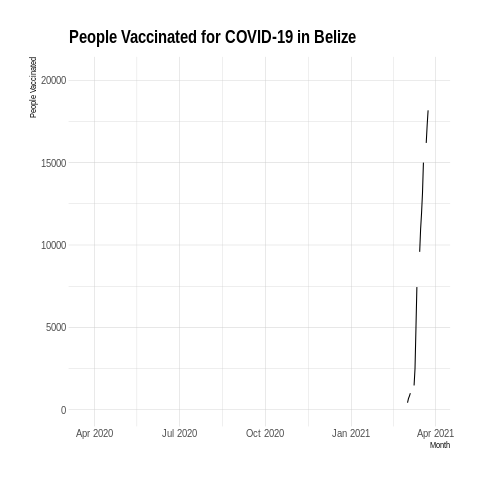 People Vaccinated for COVID-19 in Belize
People Vaccinated
20000
15000
10000
5000
0
Apr 2020 Jul 2020 Oct 2020 Jan 2021 Apr 2021
Month